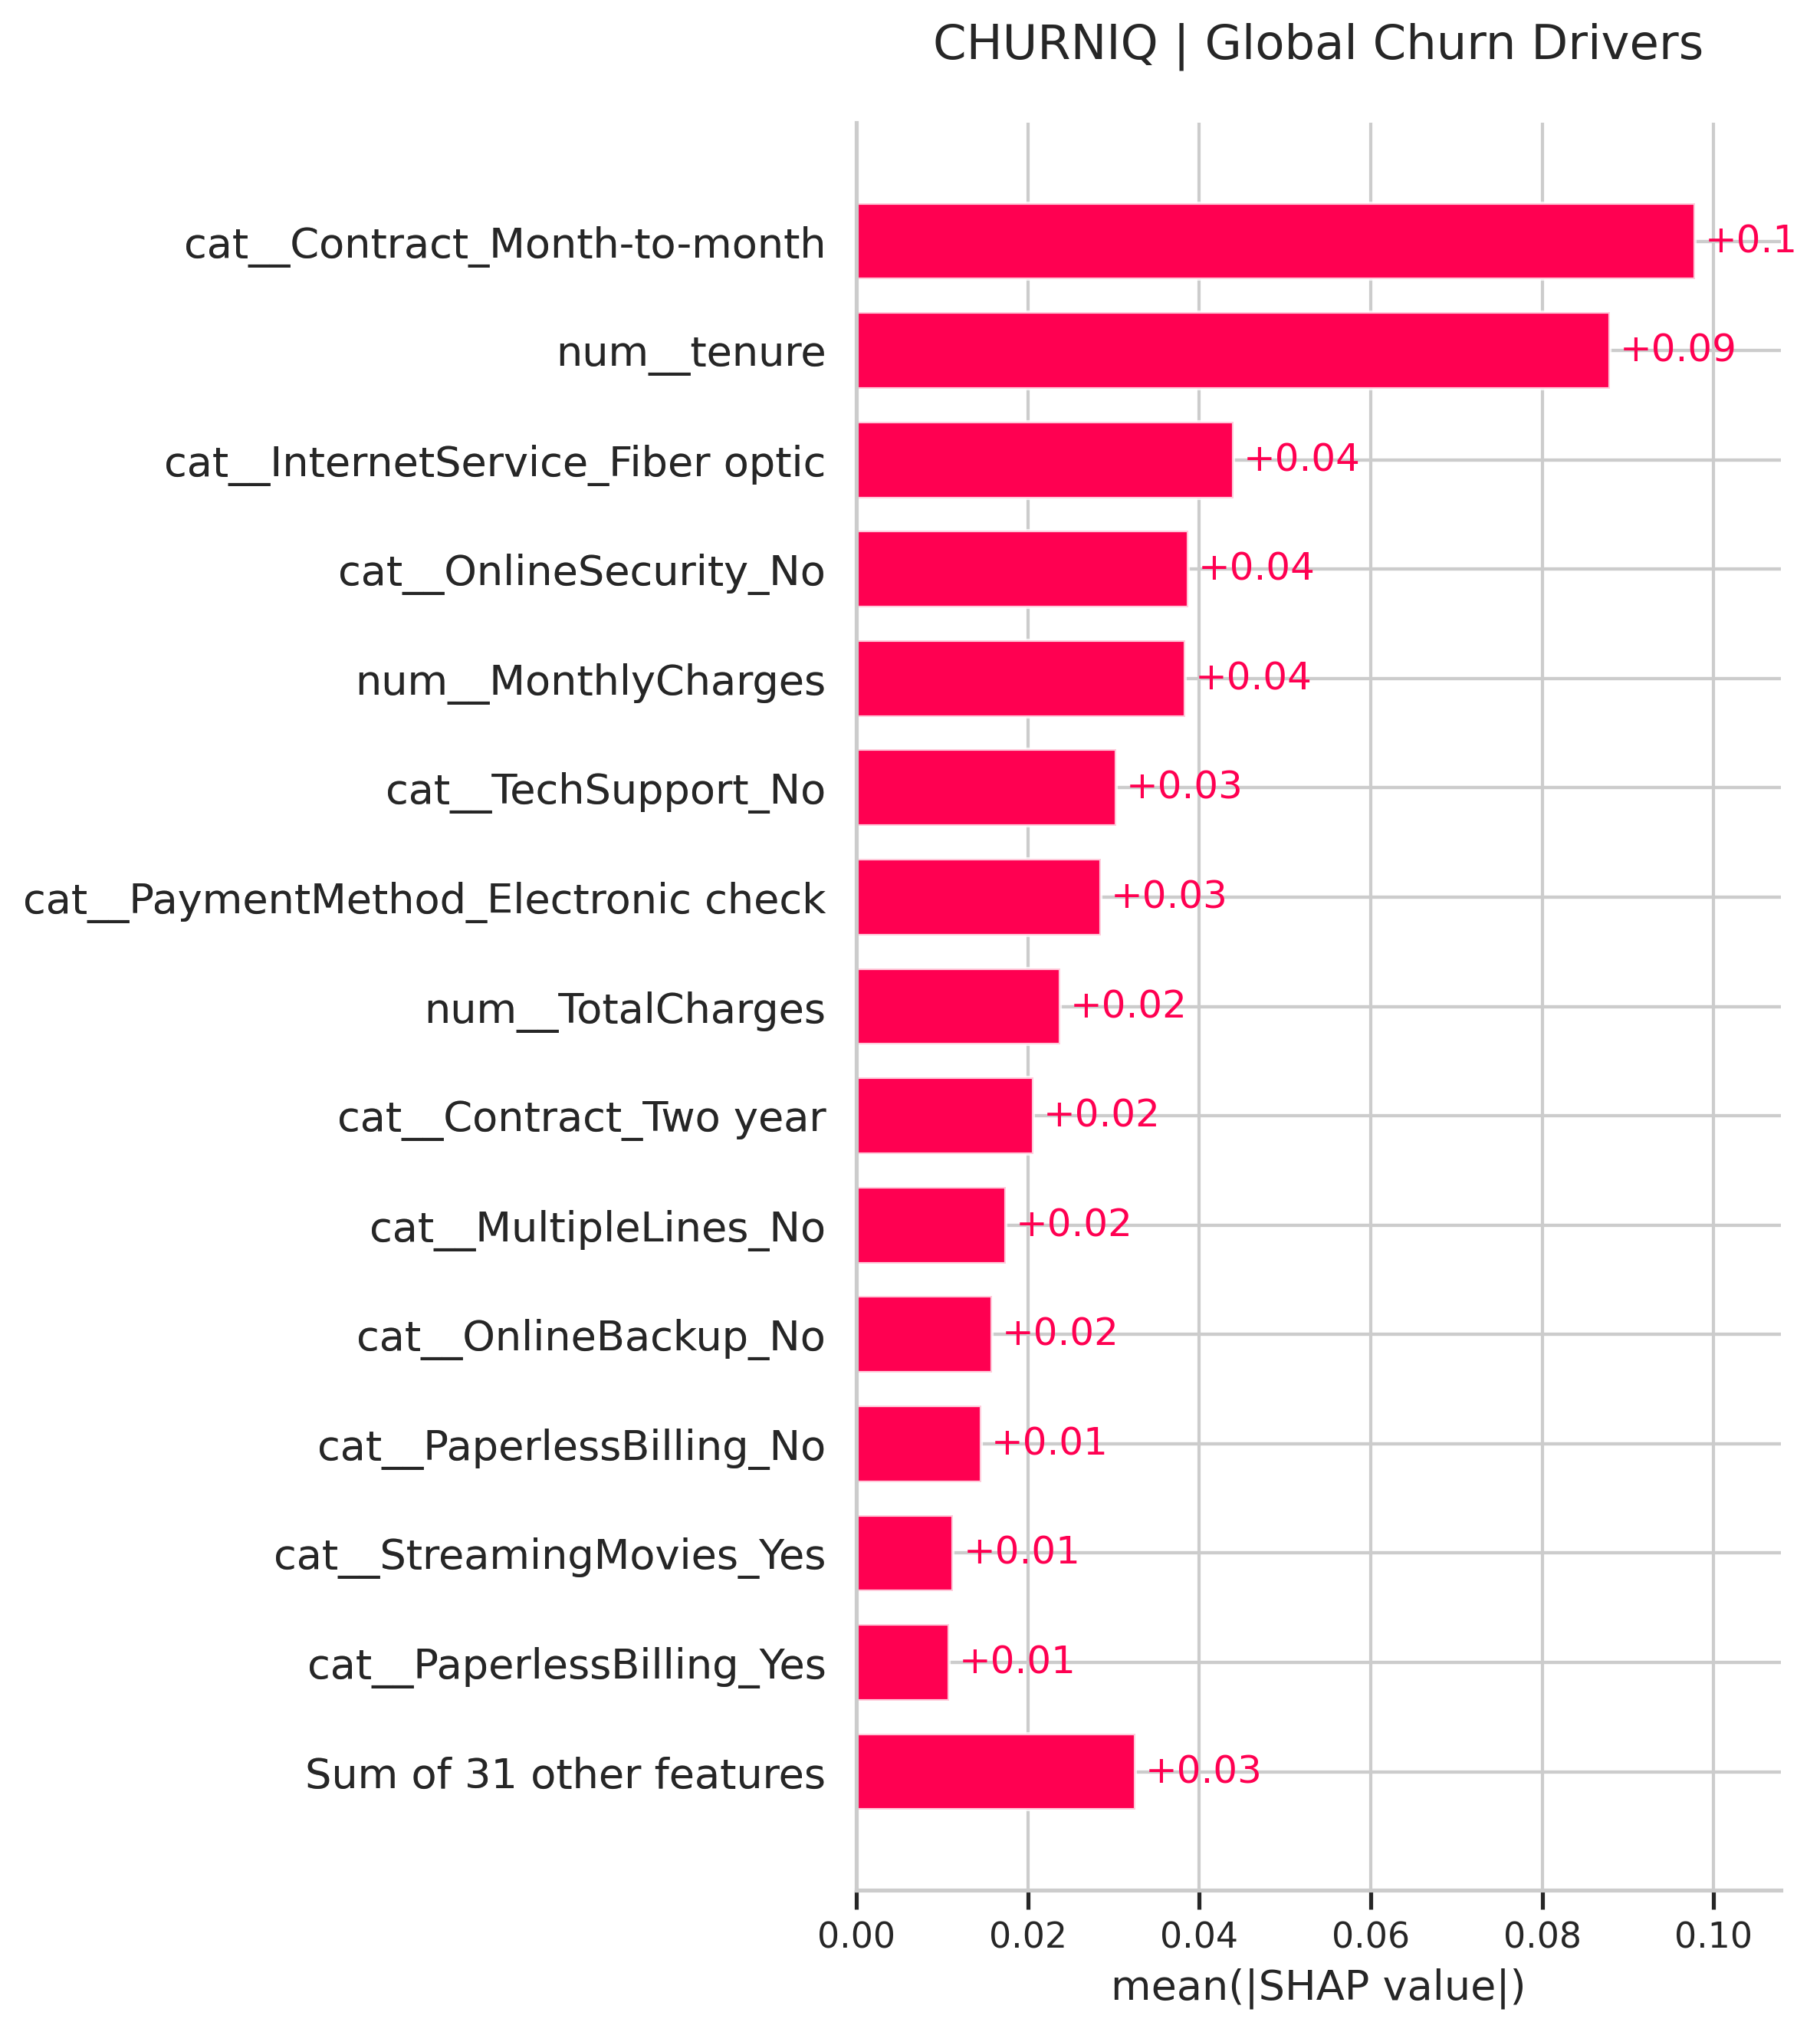 CHURNIQ | Global Churn Drivers
cat__Contract_Month-to-month +0.1
num__tenure +0.09
cat__InternetService_Fiber optic +0.04
cat__OnlineSecurity_No +0.04
num__MonthlyCharges +0.04
cat__TechSupport_No +0.03
cat__PaymentMethod_Electronic check +0.03
num__TotalCharges +0.02
cat__Contract_Two year +0.02
cat__MultipleLines_No +0.02
cat__OnlineBackup_No +0.02
cat__PaperlessBilling_No +0.01
cat__StreamingMovies_Yes +0.01
cat__PaperlessBilling_Yes +0.01
Sum of 31 other features +0.03
0.00 0.02 0.04 0.06 0.08 0.10
mean(|SHAP value|)